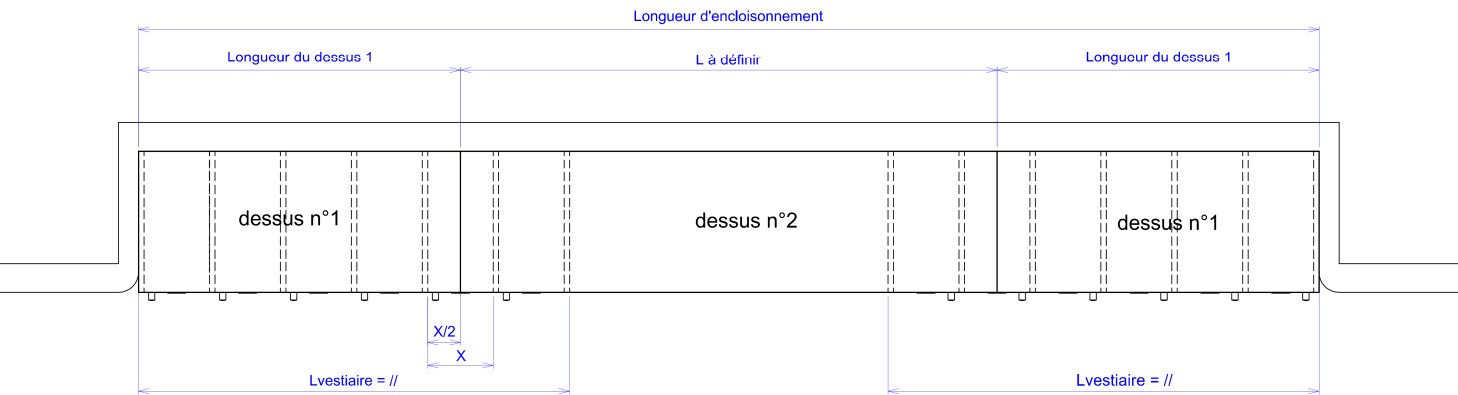 Longueur d'encloisonnement
Longueur du dessus 1
L à définir
Longueur du dessus 1
dessus n°1
dessus n°2
dessus n°1
X/2
X
Lvestiaire = //
Lvestiaire = //